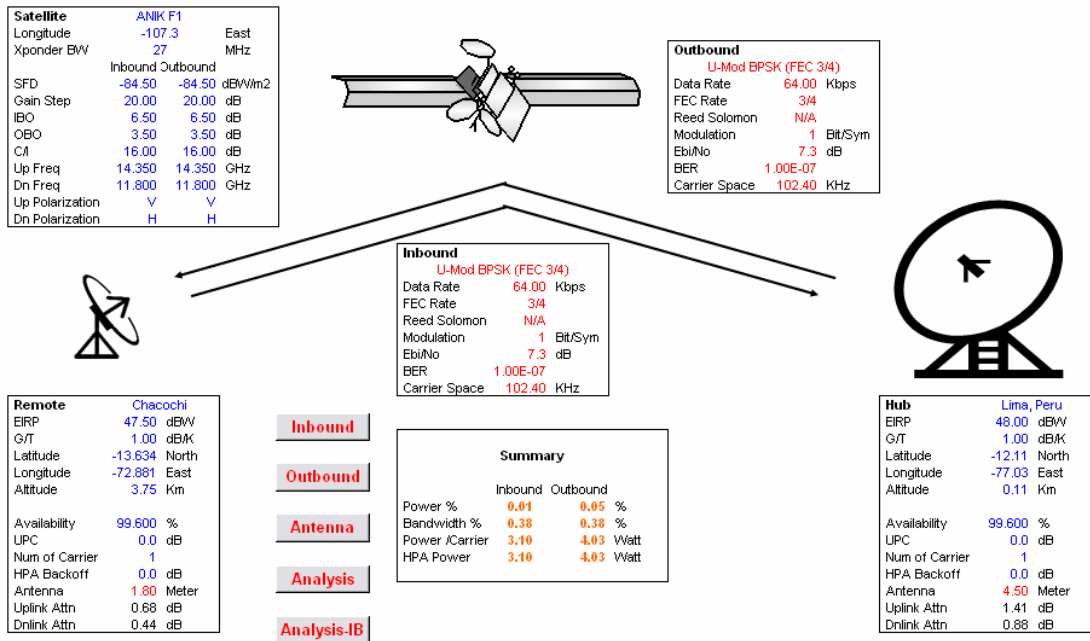 Satellite ANIK F1
Longitude -107.3 East
Xponder BW 27 MHz
Inbound Outbound
SFD -84.50 -84.50 dBW/m2
Gain Step 20.00 20.00 dB
IBO 6.50 6.50 dB
OBO 3.50 3.50 dB
C/I 16.00 16.00 dB
Up Freq 14.350 14.350 GHz
Dn Freq 11.800 11.800 GHz
Up Polarization V V
Dn Polarization H H
Outbound
U-Mod BPSK (FEC 3/4)
Data Rate 64.00 Kbps
FEC Rate 3/4
Reed Solomon N/A
Modulation 1 Bit/Sym
Ebi/No 7.3 dB
BER 1.00E-07
Carrier Space 102.40 KHz
Inbound
U-Mod BPSK (FEC 3/4)
Data Rate 64.00 Kbps
FEC Rate 3/4
Reed Solomon N/A
Modulation 1 Bit/Sym
Ebi/No 7.3 dB
BER 1.00E-07
Carrier Space 102.40 KHz
Remote Chacochi
EIRP 47.50 dBW
G/T 1.00 dB/K
Latitude -13.634 North
Longitude -72.881 East
Altitude 3.75 Km
Availability 99.600 %
UPC 0.0 dB
Num of Carrier 1
HPA Backoff 0.0 dB
Antenna 1.80 Meter
Uplink Attn 0.68 dB
Dnlink Attn 0.44 dB
Inbound
Outbound
Antenna
Analysis
Analysis-IB
Summary
Inbound Outbound
Power % 0.01 0.05 %
Bandwidth % 0.38 0.38 %
Power /Carrier 3.10 4.03 Watt
HPA Power 3.10 4.03 Watt
Hub Lima, Peru
EIRP 48.00 dBW
G/T 1.00 dB/K
Latitude -12.11 North
Longitude -77.03 East
Altitude 0.11 Km
Availability 99.600 %
UPC 0.0 dB
Num of Carrier 1
HPA Backoff 0.0 dB
Antenna 4.50 Meter
Uplink Attn 1.41 dB
Dnlink Attn 0.88 dB